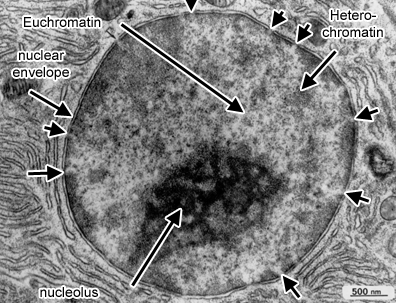 Euchromatin
Hetero-
chromatin
nuclear
envelope
nucleolus
500 nm